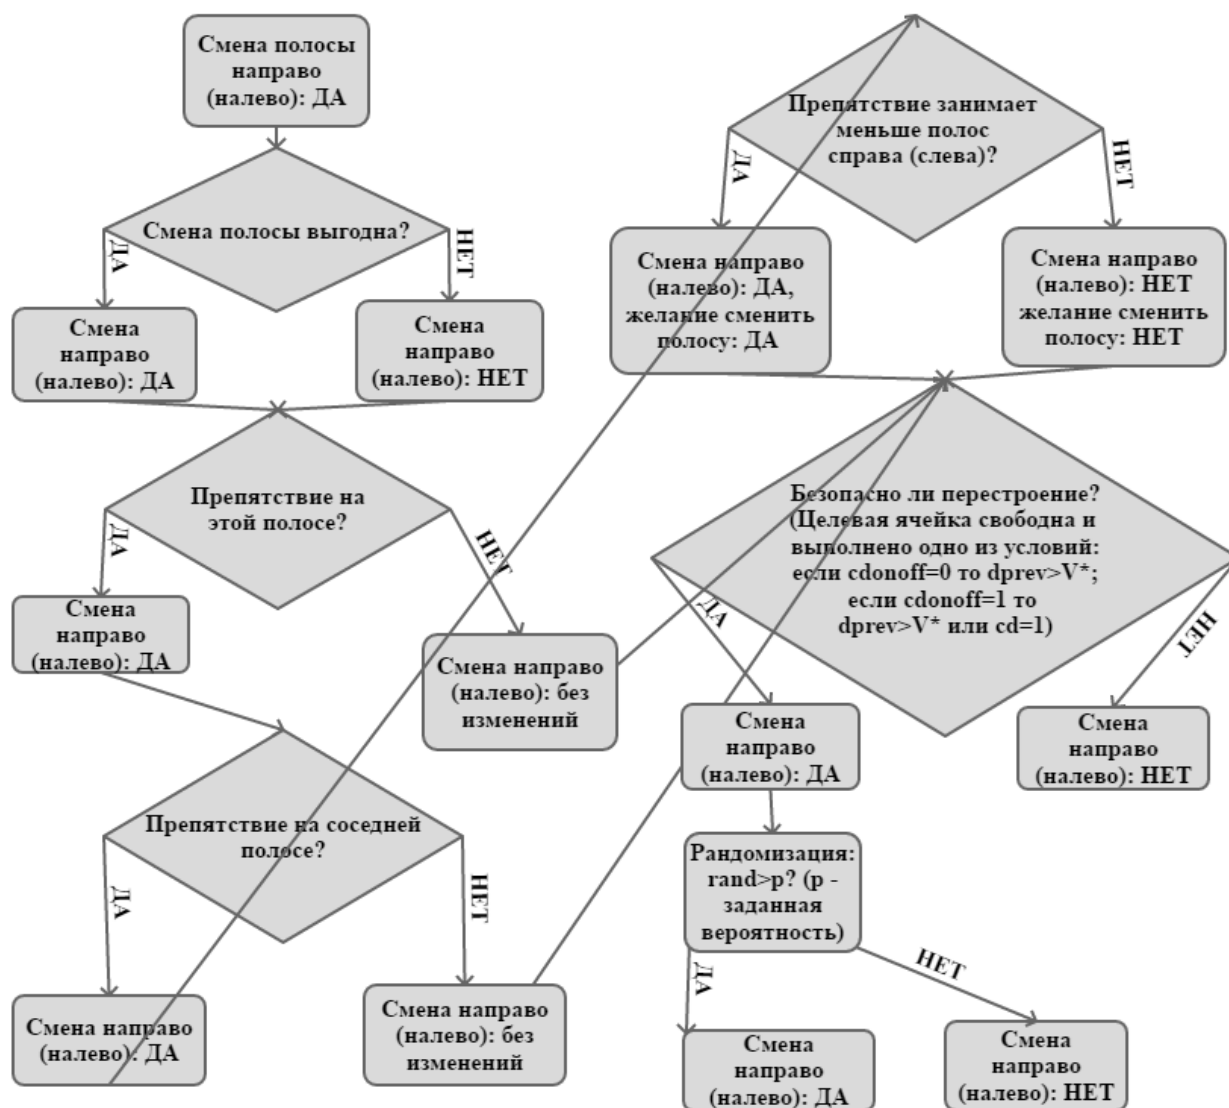 Смена полосы
направо
(налево): ДА
Смена полосы выгодна?
ДА
НЕТ
Смена
направо
(налево): ДА
Смена
направо
(налево): НЕТ
Препятствие на
этой полосе?
ДА
НЕТ
Смена
направо
(налево): ДА
Смена направо
(налево): без
изменений
Препятствие на соседней
полосе?
ДА
НЕТ
Смена направо
(налево): ДА
Смена направо
(налево): без
изменений
Препятствие занимает
меньше полос
справа (слева)?
ДА
НЕТ
Смена направо
(налево): ДА,
желание сменить
полосу: ДА
Смена направо
(налево): НЕТ
желание сменить
полосу: НЕТ
Безопасно ли перестроение?
(Целевая ячейка свободна и
выполнено одно из условий:
если cdonoff=0 то dprev>V*;
если cdonoff=1 то
dprev>V* или cd=1)
ДА
НЕТ
Смена
направо
(налево): ДА
Смена
направо
(налево): НЕТ
Рандомизация:
rand>p? (p -
заданная
вероятность)
ДА
НЕТ
Смена
направо
(налево): ДА
Смена
направо
(налево): НЕТ